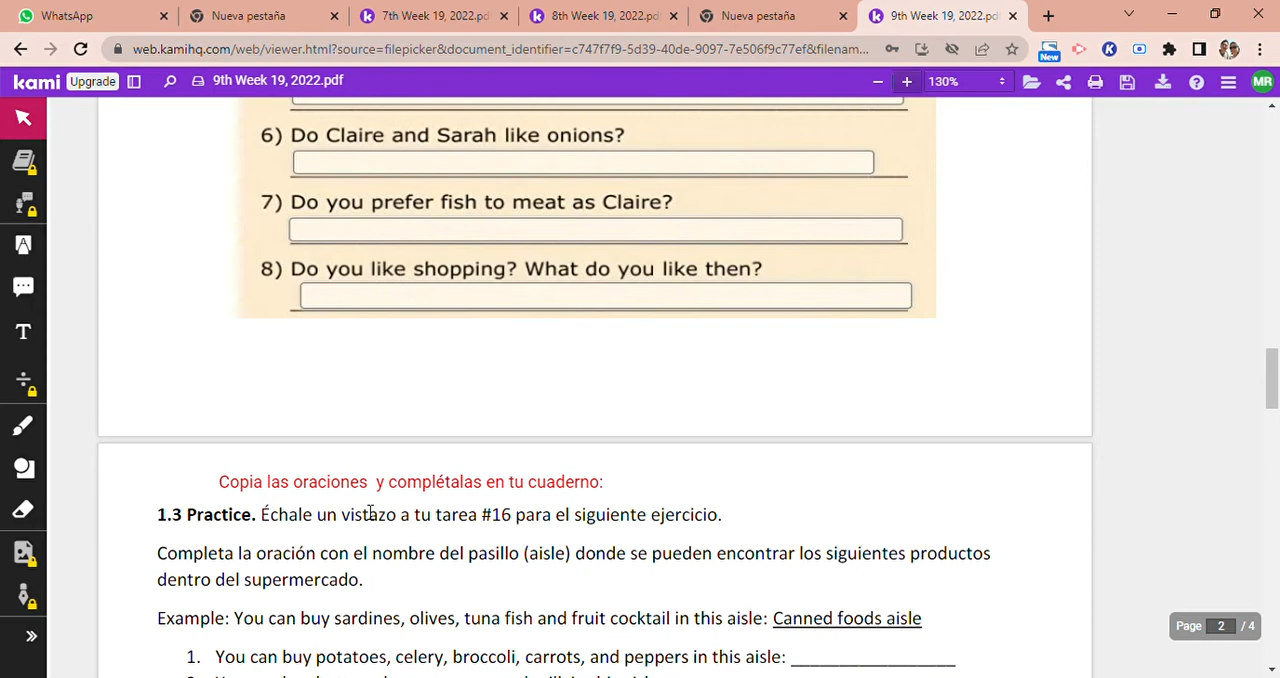 WhatsApp
Nueva pestaña
7th Week 19, 2022.pd
8th Week 19, 2022.pd
Nueva pestaña
9th Week 19, 2022.pd
web.kamihq.com/web/viewer.html?source=filepicker&document_identifier=c747f7f9-5d39-40de-9097-7e506f9c77ef&filenam...
New
kami Upgrade
9th Week 19, 2022.pdf
130%
MR
6) Do Claire and Sarah like onions?
7) Do you prefer fish to meat as Claire?
8) Do you like shopping? What do you like then?
Copia las oraciones y complétalas en tu cuaderno:
1.3 Practice. Échale un vistazo a tu tarea #16 para el siguiente ejercicio.
Completa la oración con el nombre del pasillo (aisle) donde se pueden encontrar los siguientes productos
dentro del supermercado.
Example: You can buy sardines, olives, tuna fish and fruit cocktail in this aisle: Canned foods aisle
Page 2 / 4
1. You can buy potatoes, celery, broccoli, carrots, and peppers in this aisle: ___________________